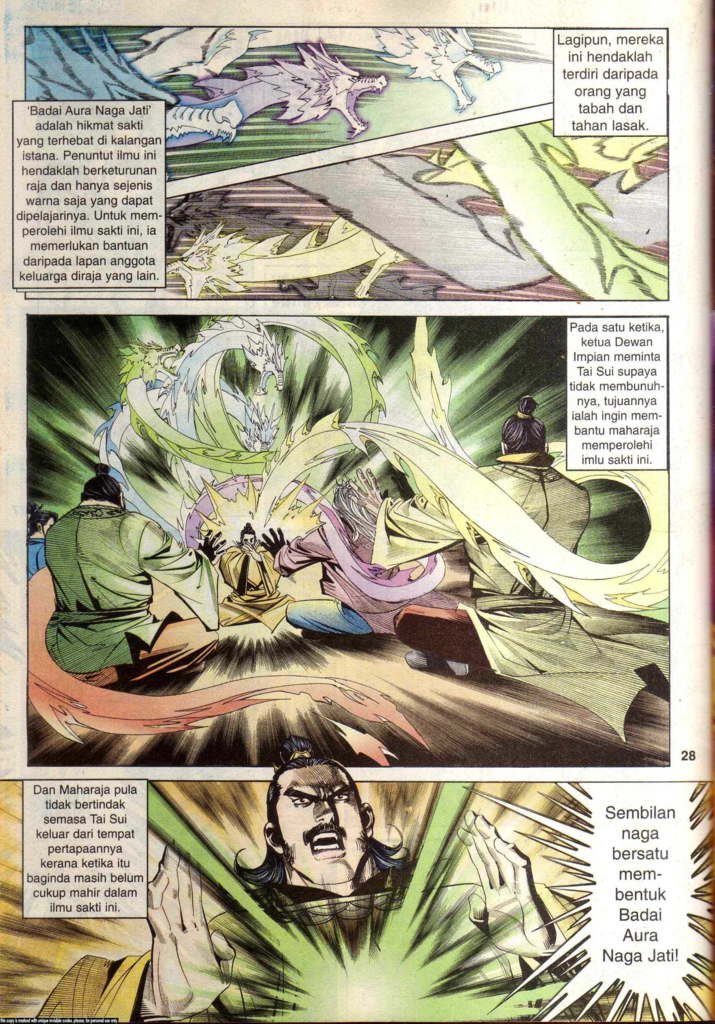 'Badai Aura Naga Jati'
adalah hikmat sakti
yang terhebat di kalangan
istana. Penuntut ilmu ini
hendaklah berketurunan
raja dan hanya sejenis
warna saja yang dapat
dipelajarinya. Untuk mem-
perolehi ilmu sakti ini, ia
memerlukan bantuan
daripada lapan anggota
keluarga diraja yang lain.
Lagipun, mereka
ini hendaklah
terdiri daripada
orang yang
tabah dan
tahan lasak.
Pada satu ketika,
ketua Dewan
Impian meminta
Tai Sui supaya
tidak membunuh-
nya, tujuannya
ialah ingin mem-
bantu maharaja
memperolehi
imlu sakti ini.
28
Dan Maharaja pula
tidak bertindak
semasa Tai Sui
keluar dari tempat
pertapaannya
kerana ketika itu
baginda masih belum
cukup mahir dalam
ilmu sakti ini.
Sembilan
naga
bersatu
mem-
bentuk
Badai
Aura
Naga Jati!